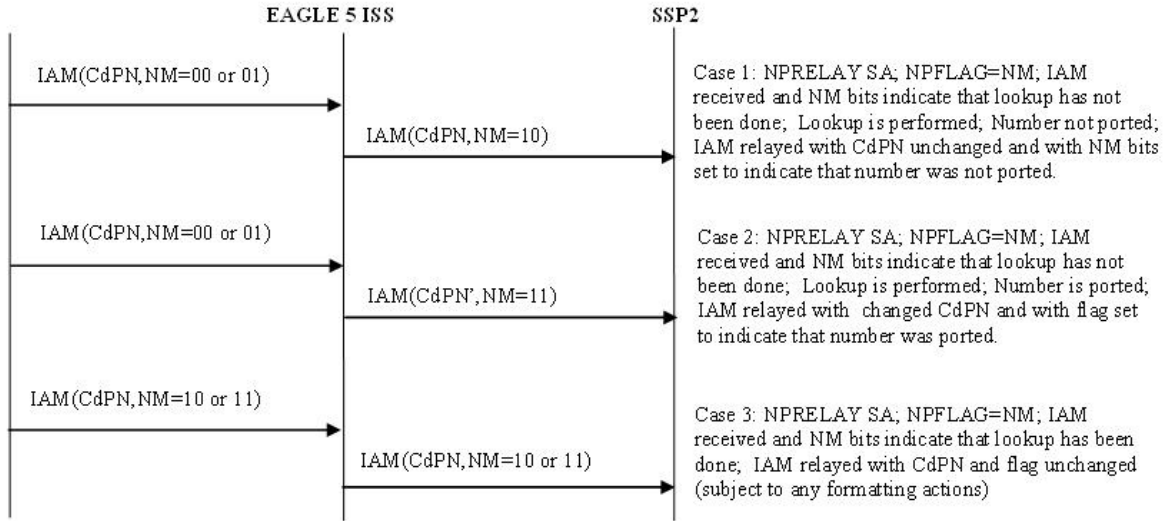 EAGLE 5 ISS
SSP2
IAM(CdPN,NM=00 or 01)
IAM(CdPN,NM=10)
Case 1: NPRELAY SA; NPFLAG=NM; IAM
received and NM bits indicate that lookup has not
been done;  Lookup is performed; Number not ported;
IAM relayed with CdPN unchanged and with NM bits
set to indicate that number was not ported.
IAM(CdPN,NM=00 or 01)
IAM(CdPN’,NM=11)
Case 2: NPRELAY SA; NPFLAG=NM; IAM
received and NM bits indicate that lookup has not
been done;  Lookup is performed; Number is ported;
IAM relayed with  changed CdPN and with flag set
to indicate that number was ported.
IAM(CdPN,NM=10 or 11)
IAM(CdPN,NM=10 or 11)
Case 3: NPRELAY SA; NPFLAG=NM; IAM
received and NM bits indicate that lookup has been
done;  IAM relayed with CdPN and flag unchanged
(subject to any formatting actions)